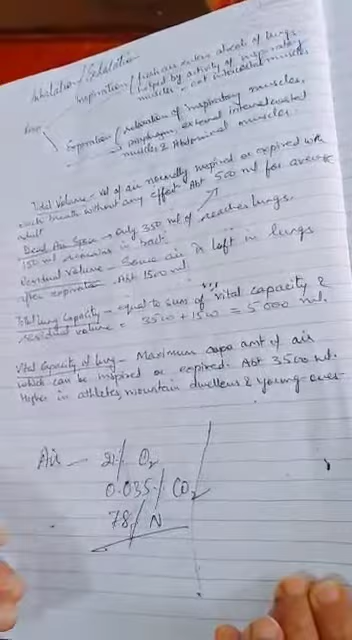 Inhalation / Exhalation
Inspiration / fresh air enters alveoli of lungs
helped by activity of inspiratory
muscles - ext intercostal muscles
Expiration / relaxation of inspiratory muscles,
→ diaphragm, external intercostal
muscles & Abdominal muscles.
Tidal Volume - Vol of air normally inspired or expired with
each breath without any effort. Abt 500 ml for average
adult
Dead Air Space → Only 350 ml of reaches lungs.
150 ml remains in tract.
Residual Volume - Some air is left in lungs
after expiration. Abt 1500 ml
Total lung capacity - equal to sum of vital capacity &
residual volume = 3500 + 1500 = 5000 ml.
Vital Capacity of lung - Maximum amt of air
which can be inspired or expired. Abt 3500 ml.
Higher in athletes, mountain dwellers & young-over
Air - 21% O2
0.035% CO2
78% N